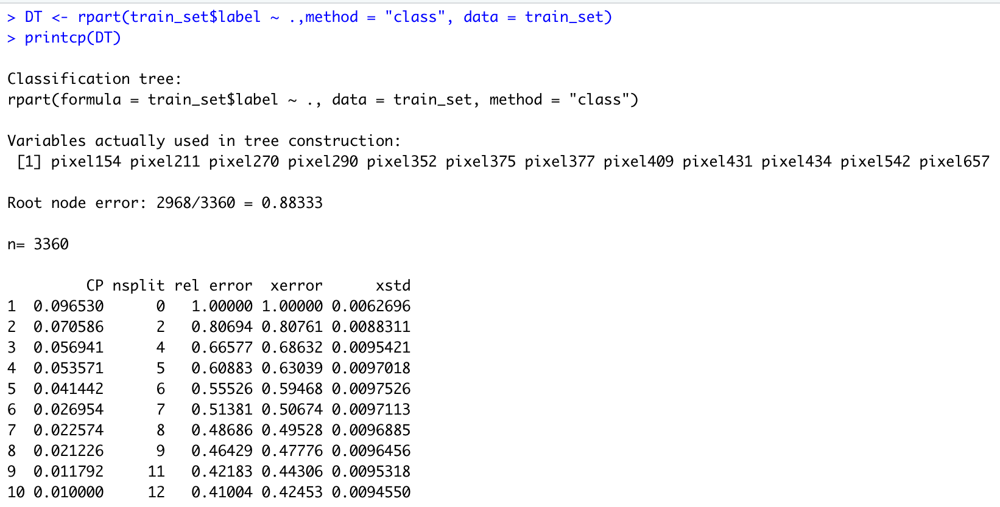 > DT <- rpart(train_set$label ~ .,method = "class", data = train_set)
> printcp(DT)
Classification tree:
rpart(formula = train_set$label ~ ., data = train_set, method = "class")
Variables actually used in tree construction:
[1] pixel154 pixel211 pixel270 pixel290 pixel352 pixel375 pixel377 pixel409 pixel431 pixel434 pixel542 pixel657
Root node error: 2968/3360 = 0.88333
n= 3360
CP nsplit rel error xerror xstd
1 0.096530 0 1.00000 1.00000 0.0062696
2 0.070586 2 0.80694 0.80761 0.0088311
3 0.056941 4 0.66577 0.68632 0.0095421
4 0.053571 5 0.60883 0.63039 0.0097018
5 0.041442 6 0.55526 0.59468 0.0097526
6 0.026954 7 0.51381 0.50674 0.0097113
7 0.022574 8 0.48686 0.49528 0.0096885
8 0.021226 9 0.46429 0.47776 0.0096456
9 0.011792 11 0.42183 0.44306 0.0095318
10 0.010000 12 0.41004 0.42453 0.0094550